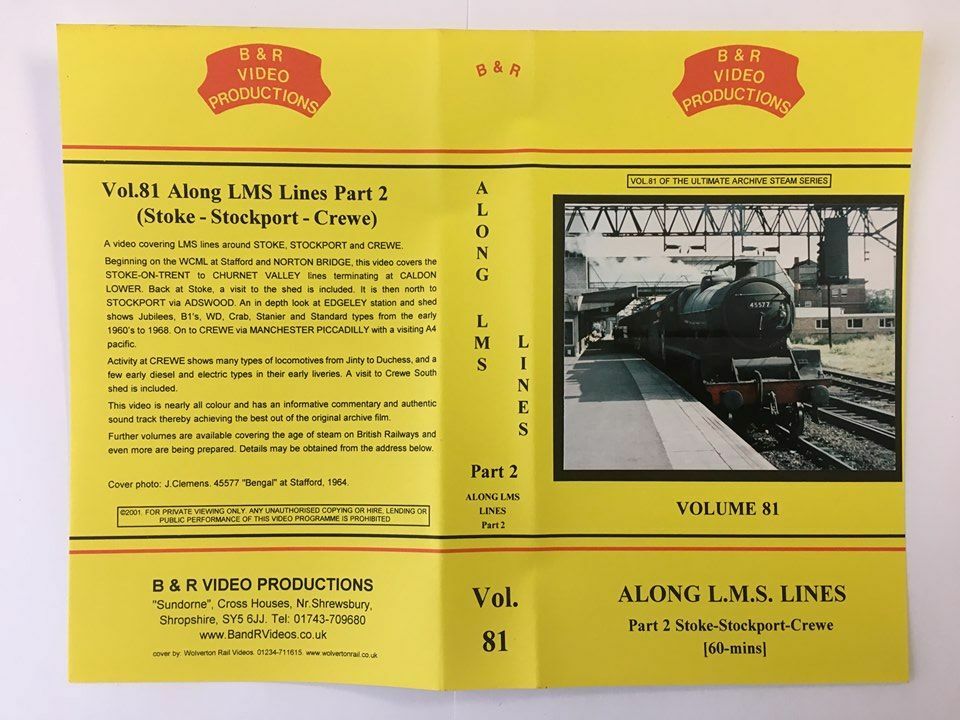 B & R
VIDEO
PRODUCTIONS
Vol.81 Along LMS Lines Part 2
(Stoke - Stockport - Crewe)
A video covering LMS lines around STOKE, STOCKPORT and CREWE.
Beginning on the WCML at Stafford and NORTON BRIDGE, this video covers the
STOKE-ON-TRENT to CHURNET VALLEY lines terminating at CALDON
LOWER. Back at Stoke, a visit to the shed is included. It is then north to
STOCKPORT via ADSWOOD. An in depth look at EDGELEY station and shed
shows Jubilees, B1's, WD, Crab, Stanier and Standard types from the early
1960's to 1968. On to CREWE via MANCHESTER PICCADILLY with a visiting A4
pacific.
Activity at CREWE shows many types of locomotives from Jinty to Duchess, and a
few early diesel and electric types in their early liveries. A visit to Crewe South
shed is included.
This video is nearly all colour and has an informative commentary and authentic
sound track thereby achieving the best out of the original archive film.
Further volumes are available covering the age of steam on British Railways and
even more are being prepared. Details may be obtained from the address below.
Cover photo: J.Clemens. 45577 "Bengal" at Stafford, 1964.
©2001. FOR PRIVATE VIEWING ONLY. ANY UNAUTHORISED COPYING OR HIRE, LENDING OR
PUBLIC PERFORMANCE OF THIS VIDEO PROGRAMME IS PROHIBITED
B & R VIDEO PRODUCTIONS
"Sundorne", Cross Houses, Nr.Shrewsbury,
Shropshire, SY5 6JJ. Tel: 01743-709680
www.BandRVideos.co.uk
cover by: Wolverton Rail Videos. 01234-711615. www.wolvertonrail.co.uk
B & R
ALONG LMS
LINES
Part 2
ALONG LMS
LINES
Part 2
Vol.
81
B & R
VIDEO
PRODUCTIONS
VOL.81 OF THE ULTIMATE ARCHIVE STEAM SERIES
45577
VOLUME 81
ALONG L.M.S. LINES
Part 2 Stoke-Stockport-Crewe
[60-mins]